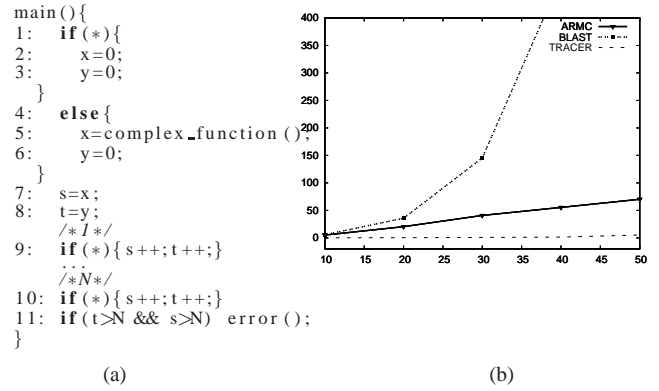 main(){
1: if(*){
2: x=0;
3: y=0;
}
4: else{
5: x=complex_function();
6: y=0;
}
7: s=x;
8: t=y;
/*1*/
9: if(*){s++;t++;}
...
/*N*/
10: if(*){s++;t++;}
11: if(t>N && s>N) error();
}
(a)
400
350
300
250
200
150
100
50
0
10 15 20 25 30 35 40 45 50
ARMC
BLAST
TRACER
(b)